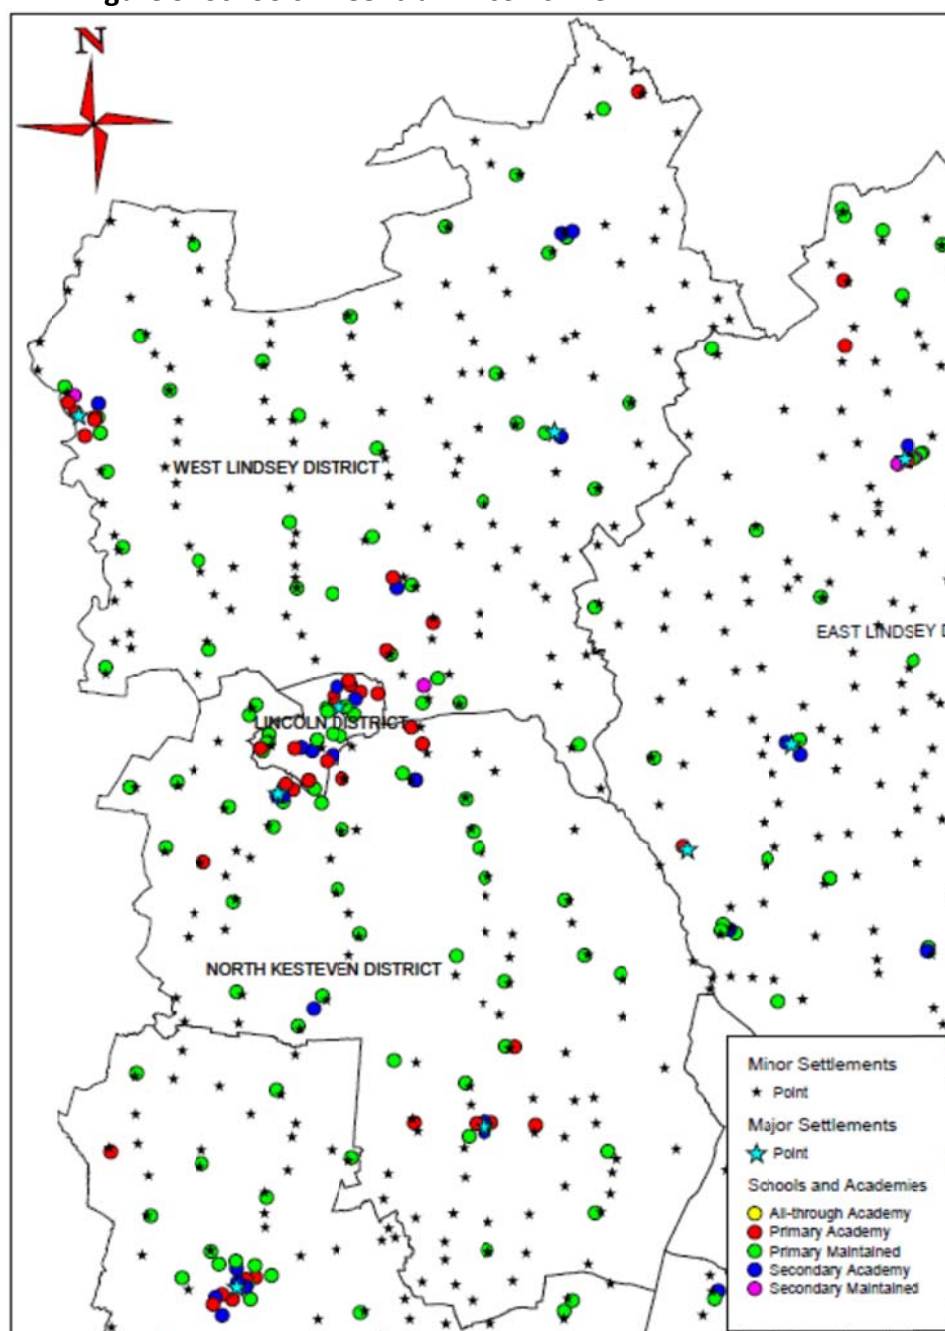 N
WEST LINDSEY DISTRICT
EAST LINDSEY D
LINCOLN DISTRICT
NORTH KESTEVEN DISTRICT
Minor Settlements
Point
Major Settlements
Point
Schools and Academies
All-through Academy
Primary Academy
Primary Maintained
Secondary Academy
Secondary Maintained